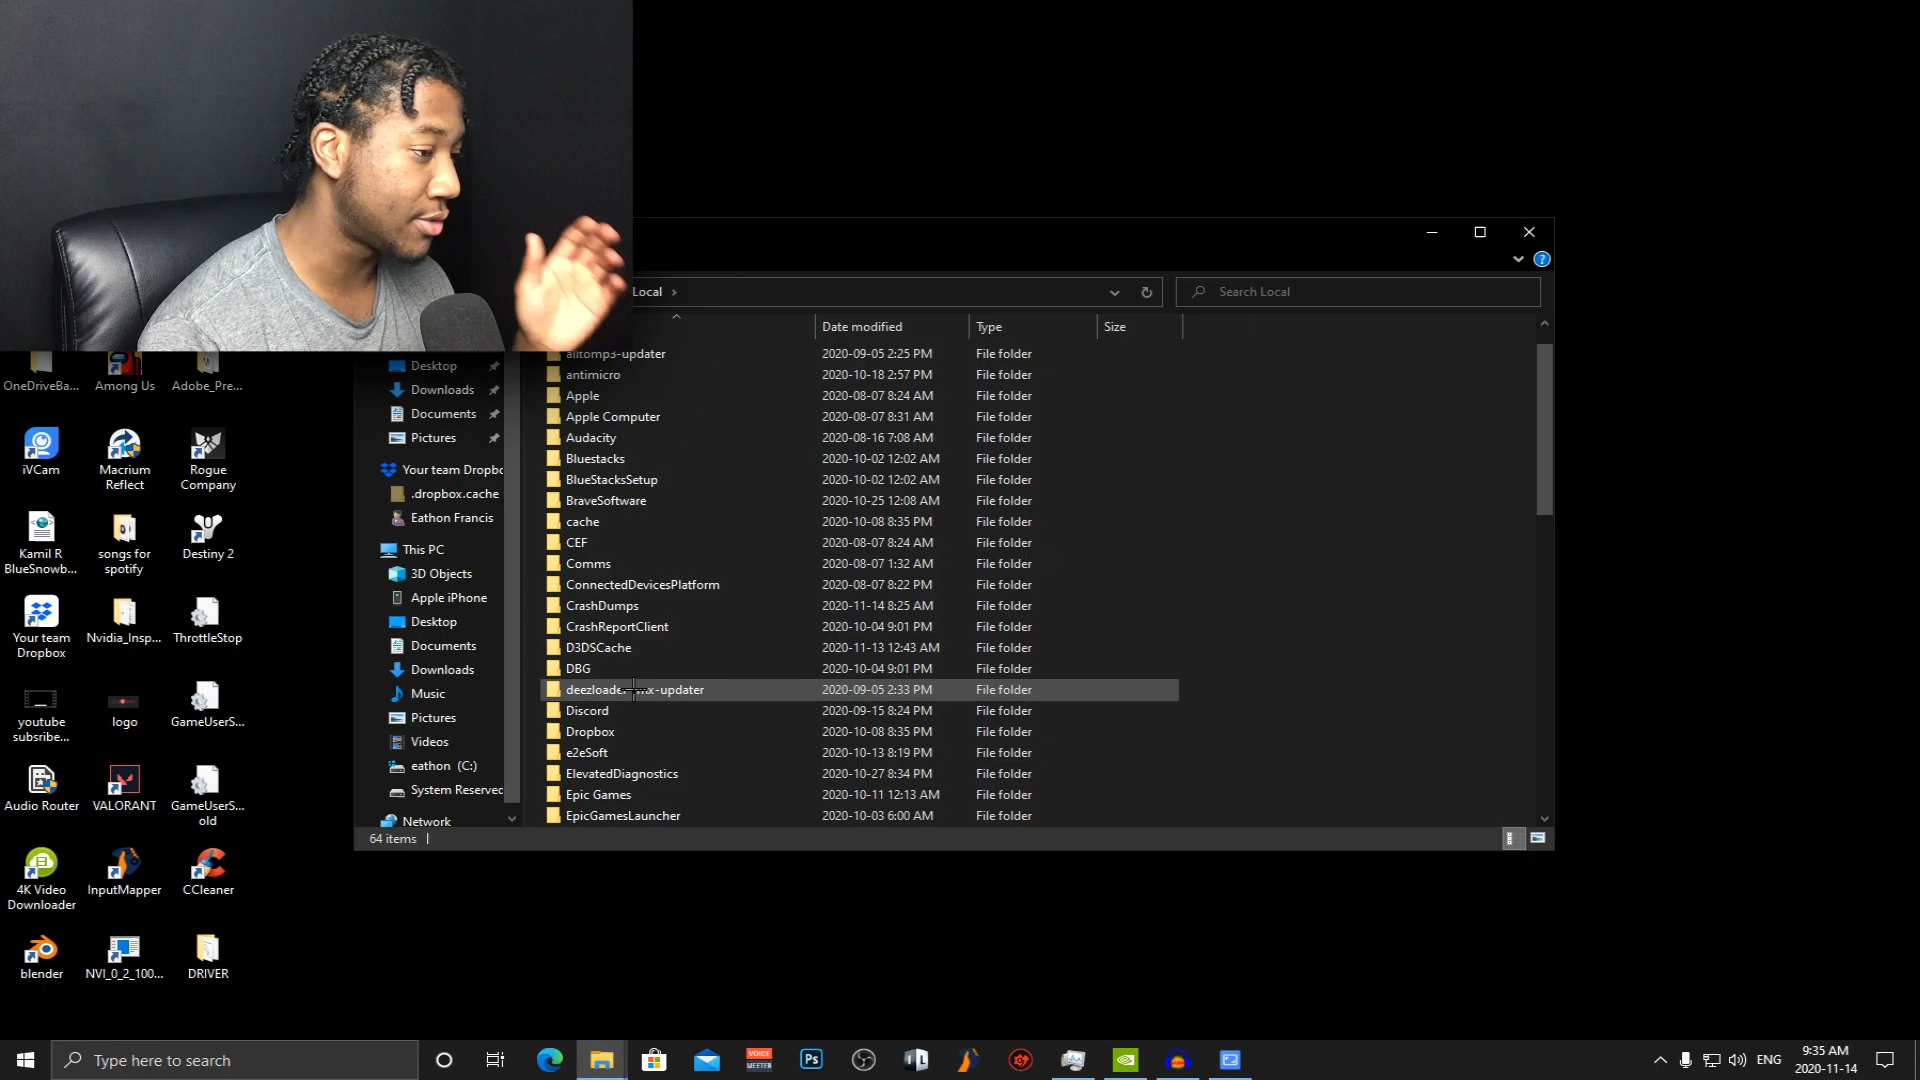 Local
Search Local
Date modified
Type
Size
alltomp3-updater 2020-09-05 2:25 PM File folder
antimicro 2020-10-18 2:57 PM File folder
Apple 2020-08-07 8:24 AM File folder
Apple Computer 2020-08-07 8:31 AM File folder
Audacity 2020-08-16 7:08 AM File folder
Bluestacks 2020-10-02 12:02 AM File folder
BlueStacksSetup 2020-10-02 12:02 AM File folder
BraveSoftware 2020-10-25 12:08 AM File folder
cache 2020-10-08 8:35 PM File folder
CEF 2020-08-07 8:24 AM File folder
Comms 2020-08-07 1:32 AM File folder
ConnectedDevicesPlatform 2020-08-07 8:22 PM File folder
CrashDumps 2020-11-14 8:25 AM File folder
CrashReportClient 2020-10-04 9:01 PM File folder
D3DSCache 2020-11-13 12:43 AM File folder
DBG 2020-10-04 9:01 PM File folder
2020-09-05 2:33 PM File folder
Discord 2020-09-15 8:24 PM File folder
Dropbox 2020-10-08 8:35 PM File folder
e2eSoft 2020-10-13 8:19 PM File folder
ElevatedDiagnostics 2020-10-27 8:34 PM File folder
Epic Games 2020-10-11 12:13 AM File folder
EpicGamesLauncher 2020-10-03 6:00 AM File folder
Desktop
Downloads
Documents
Pictures
Your team Dropbo
.dropbox.cache
Eathon Francis
This PC
3D Objects
Apple iPhone
Desktop
Documents
Downloads
Music
Pictures
Videos
eathon (C:)
System Reserved
Network
64 items
OneDriveBa...
Among Us
Adobe_Pre...
iVCam
Macrium
Reflect
Rogue
Company
Kamil R
BlueSnowb...
songs for
spotify
Destiny 2
Your team
Dropbox
Nvidia_Insp...
ThrottleStop
youtube
subsribe...
logo
GameUserS...
Audio Router
VALORANT
GameUserS...
old
4K Video
Downloader
InputMapper
CCleaner
blender
NVI_0_2_100...
DRIVER
Type here to search
VOICE
MEETER
Ps
ENG
9:35 AM
2020-11-14